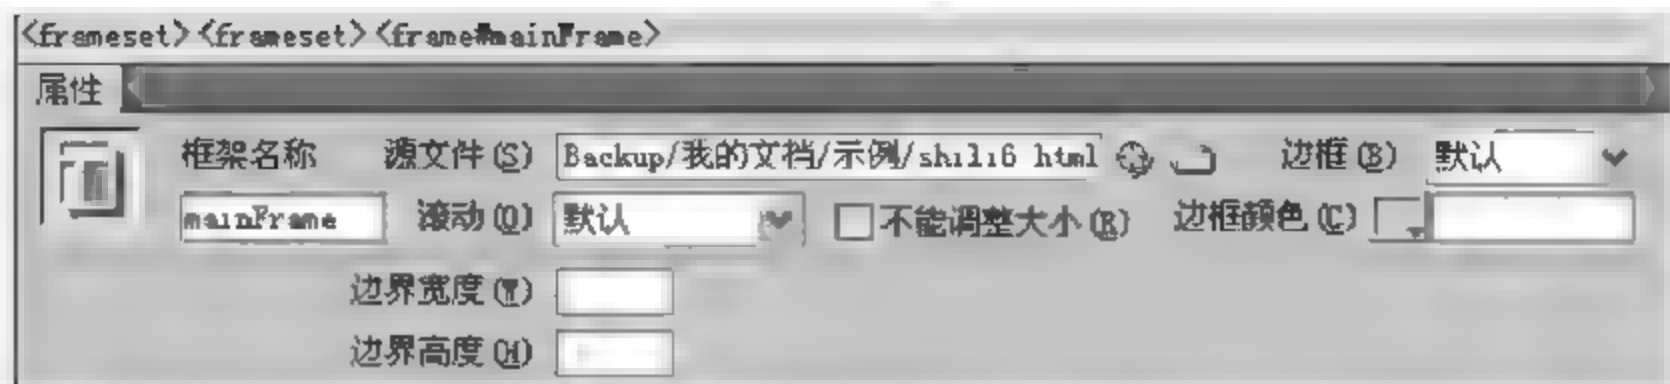 <frameset><frameset><frame#mainFrame>
属性
框架名称 源文件(S) Backup/我的文档/示例/shili6 html 边框(B) 默认
mainFrame 滚动(O) 默认 不能调整大小(R) 边框颜色(C)
边界宽度(W)
边界高度(H)